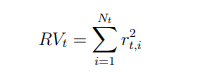 RV_t = \sum_{i=1}^{N_t} r_{t,i}^2